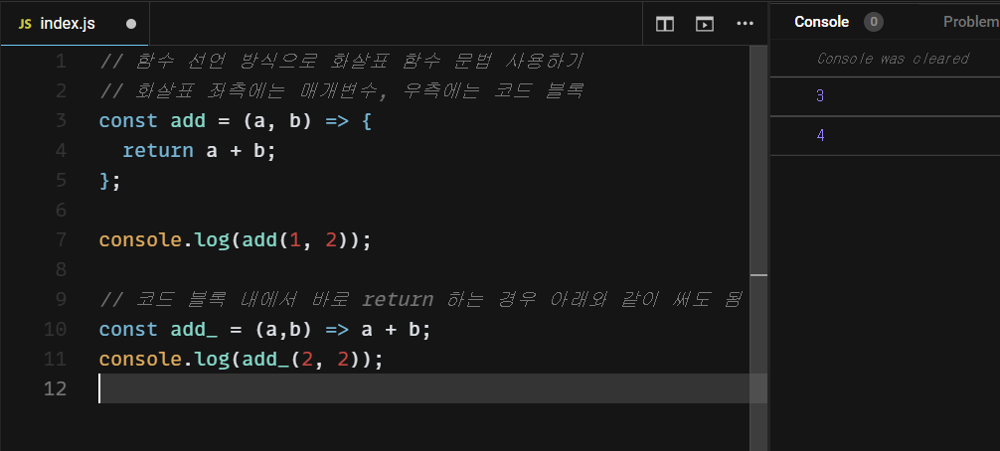 JS index.js
1 // 함수 선언 방식으로 화살표 함수 문법 사용하기
2 // 화살표 좌측에는 매개변수, 우측에는 코드 블록
3 const add = (a, b) => {
4 return a + b;
5 };
6
7 console.log(add(1, 2));
8
9 // 코드 블록 내에서 바로 return 하는 경우 아래와 같이 써도 됨
10 const add_ = (a,b) => a + b;
11 console.log(add_(2, 2));
12
Console 0 Problem
Console was cleared
3
4